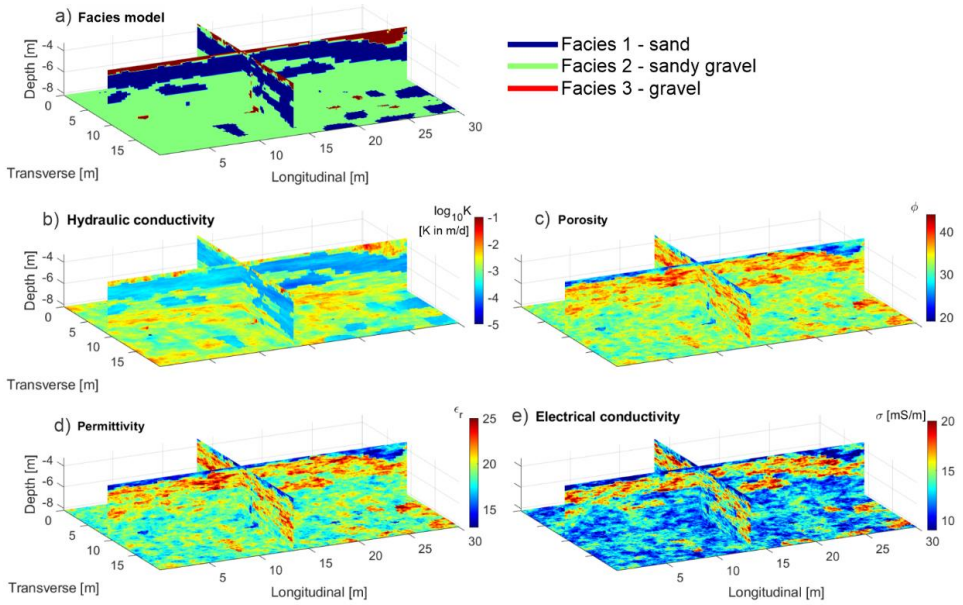 a) Facies model
Depth [m]
-4
-6
-8
0
5
10
15
Transverse [m]
5
10
15
20
25
30
Longitudinal [m]
Facies 1 - sand
Facies 2 - sandy gravel
Facies 3 - gravel
b) Hydraulic conductivity
log10K
[K in m/d]
-1
-2
-3
-4
-5
Depth [m]
-4
-6
-8
0
5
10
15
Transverse [m]
c) Porosity
ϕ
40
30
20
d) Permittivity
ϵr
25
20
15
Depth [m]
-4
-6
-8
0
5
10
15
Transverse [m]
5
10
15
20
25
30
Longitudinal [m]
e) Electrical conductivity
σ [mS/m]
20
15
10
5
10
15
20
25
30
Longitudinal [m]